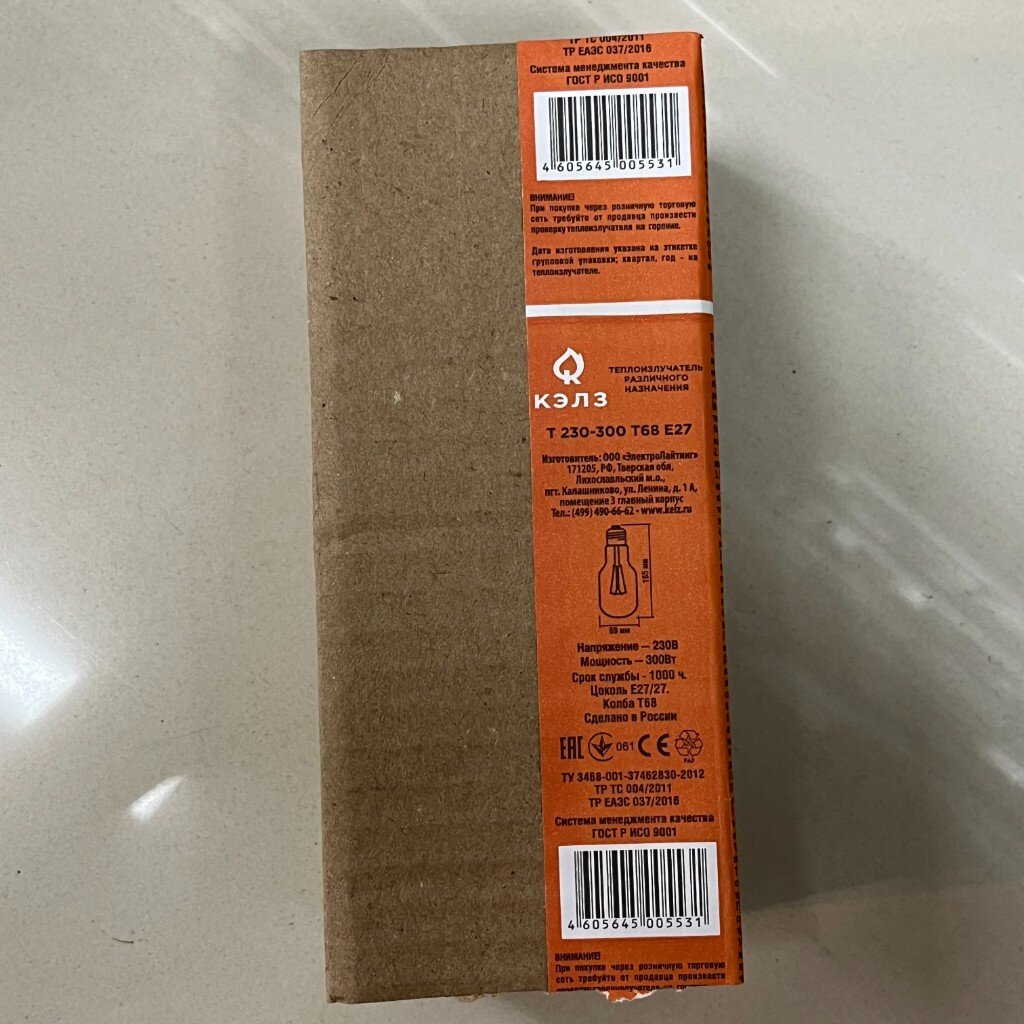 ТР ТС 004/2011
ТР ЕАЭС 037/2016
Система менеджмента качества
ГОСТ Р ИСО 9001
4 605645 005531
ВНИМАНИЕ!
При покупке через розничную торговую
сеть требуйте от продавца произвести
проверку теплоизлучателя на горение.
Дата изготовления указана на этикетке
групповой упаковки; квартал, год - на
теплоизлучателе.
КЭЛЗ
ТЕПЛОИЗЛУЧАТЕЛЬ
РАЗЛИЧНОГО
НАЗНАЧЕНИЯ
Т 230-300 Т68 Е27
Изготовитель: ООО «ЭлектроЛайтинг»
171205, РФ, Тверская обл,
Лихославльский м.о.,
пгт. Калашниково, ул. Ленина, д. 1 А,
помещение 3 главный корпус
Тел.: (499) 490-66-62 • www.kelz.ru
165 мм
69 мм
Напряжение — 230В
Мощность — 300Вт
Срок службы - 1000 ч.
Цоколь Е27/27.
Колба Т68
Сделано в России
ЕАС 061 CE
РАР
ТУ 3468-001-37462830-2012
ТР ТС 004/2011
ТР ЕАЭС 037/2016
Система менеджмента качества
ГОСТ Р ИСО 9001
4 605645 005531
ВНИМАНИЕ!
При покупке через розничную торговую
сеть требуйте от продавца произвести